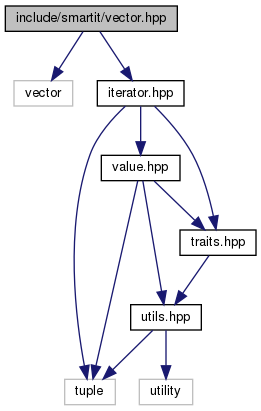 include/smartit/vector.hpp
vector
iterator.hpp
value.hpp
traits.hpp
utils.hpp
tuple
utility